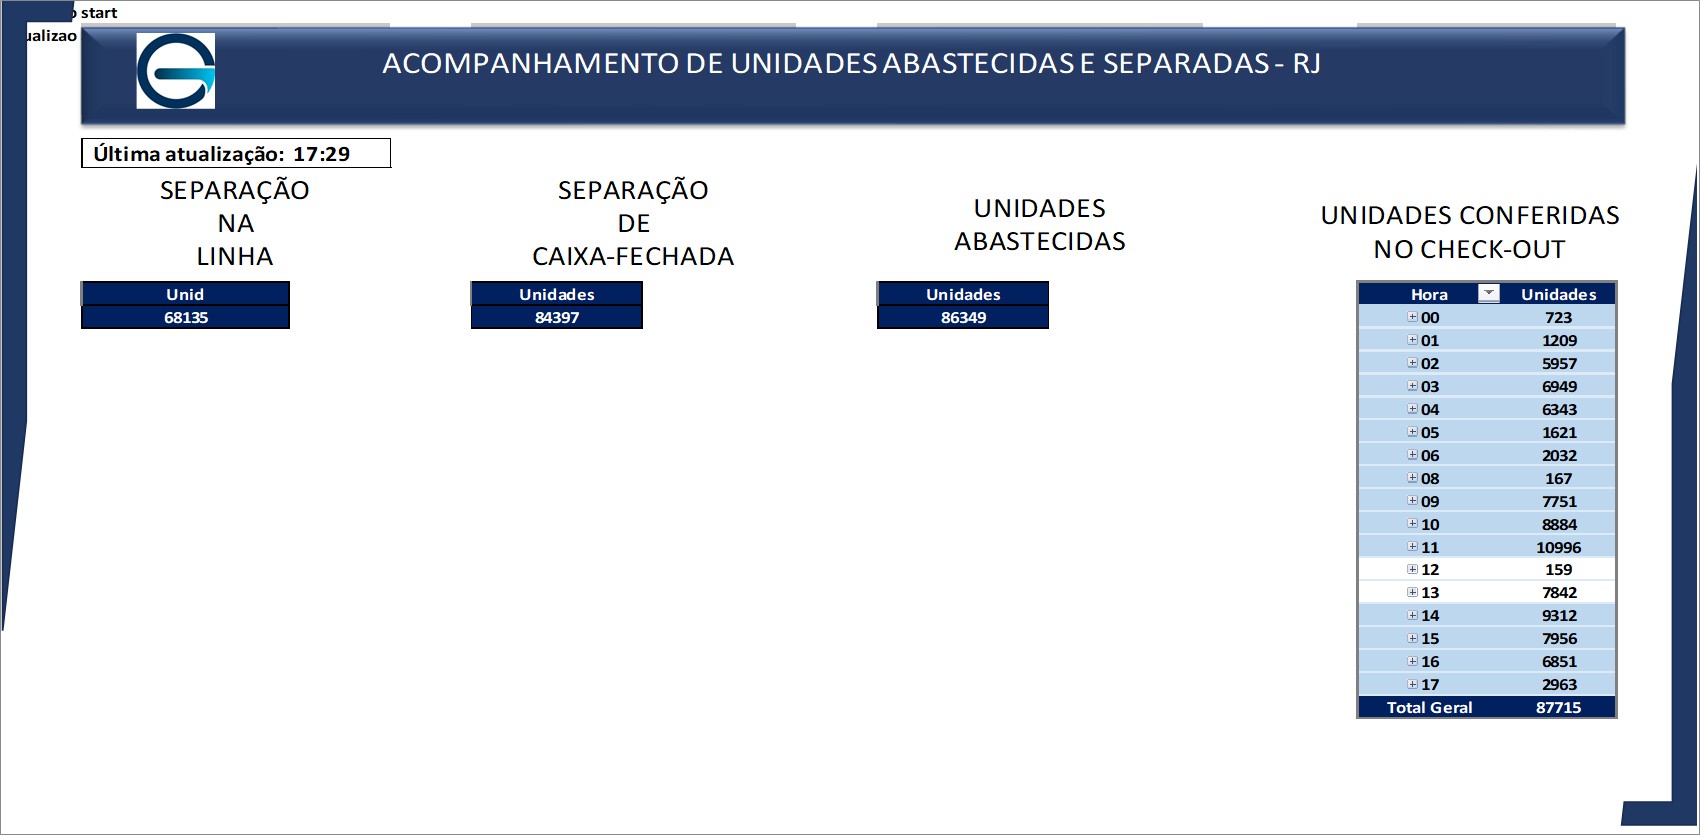 start
ualizao
ACOMPANHAMENTO DE UNIDADES ABASTECIDAS E SEPARADAS - RJ
Última atualização: 17:29
SEPARAÇÃO
NA
LINHA
Unid
68135
SEPARAÇÃO
DE
CAIXA-FECHADA
Unidades
84397
UNIDADES
ABASTECIDAS
Unidades
86349
UNIDADES CONFERIDAS
NO CHECK-OUT
Hora Unidades
00 723
01 1209
02 5957
03 6949
04 6343
05 1621
06 2032
08 167
09 7751
10 8884
11 10996
12 159
13 7842
14 9312
15 7956
16 6851
17 2963
Total Geral 87715